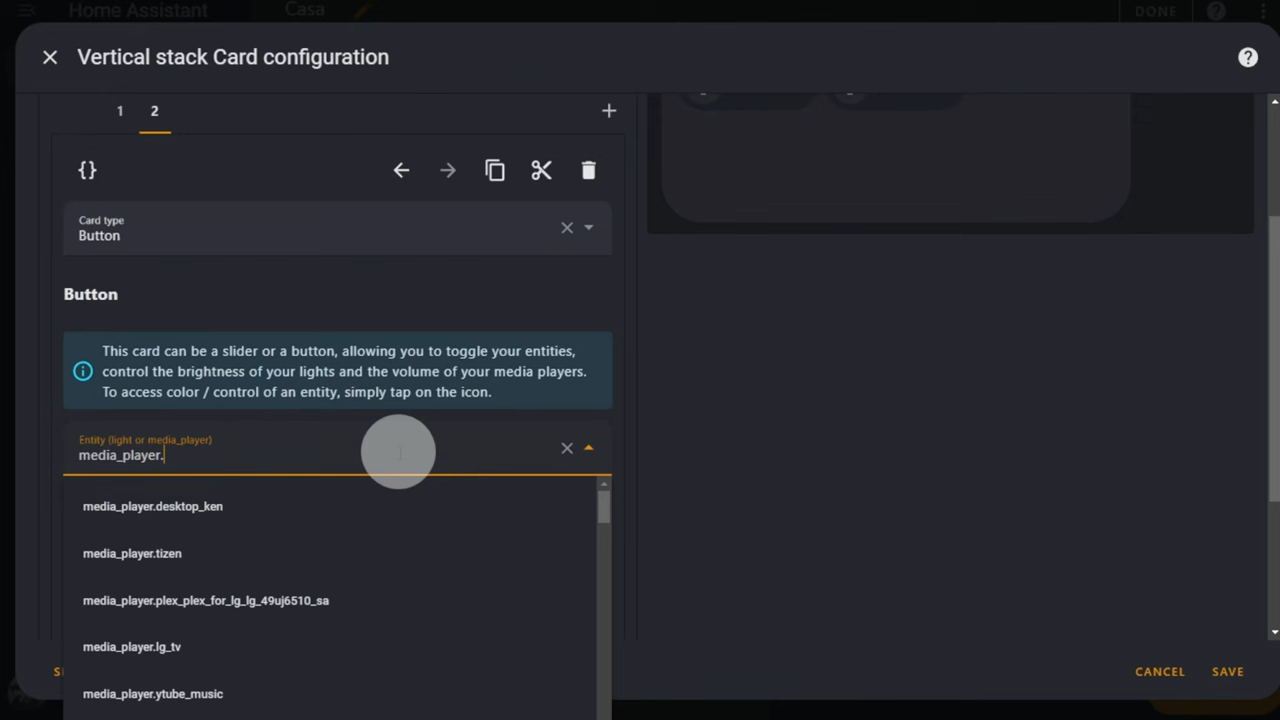 Home Assistant
Casa
DONE
Vertical stack Card configuration
1
2
{}
Card type
Button
Button
This card can be a slider or a button, allowing you to toggle your entities,
control the brightness of your lights and the volume of your media players.
To access color / control of an entity, simply tap on the icon.
Entity (light or media_player)
media_player.
media_player.desktop_ken
media_player.tizen
media_player.plex_plex_for_lg_lg_49uj6510_sa
media_player.lg_tv
media_player.ytube_music
CANCEL
SAVE